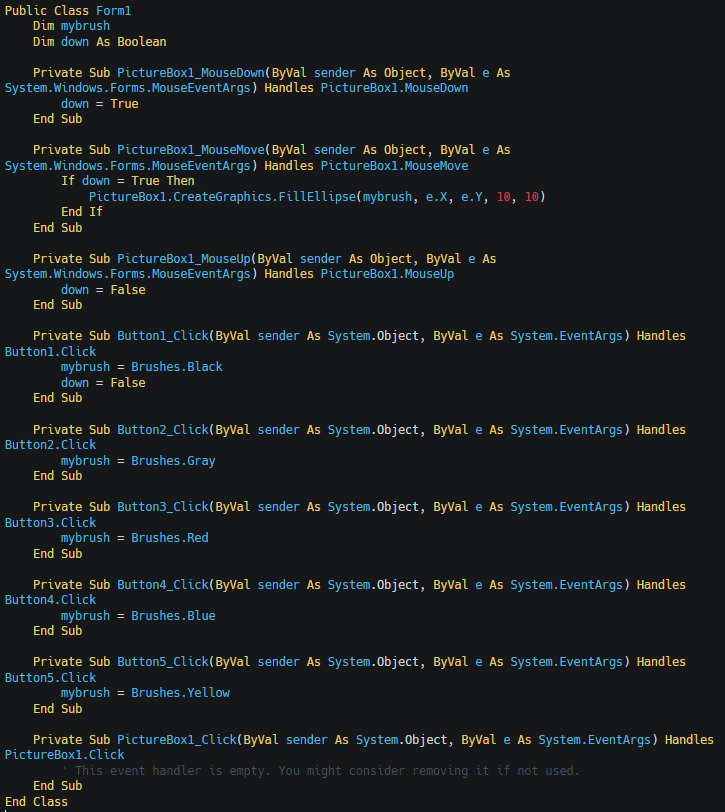 Public Class Form1
    Dim mybrush
    Dim down As Boolean

    Private Sub PictureBox1_MouseDown(ByVal sender As Object, ByVal e As
System.Windows.Forms.MouseEventArgs) Handles PictureBox1.MouseDown
        down = True
    End Sub

    Private Sub PictureBox1_MouseMove(ByVal sender As Object, ByVal e As
System.Windows.Forms.MouseEventArgs) Handles PictureBox1.MouseMove
        If down = True Then
            PictureBox1.CreateGraphics.FillEllipse(mybrush, e.X, e.Y, 10, 10)
        End If
    End Sub

    Private Sub PictureBox1_MouseUp(ByVal sender As Object, ByVal e As
System.Windows.Forms.MouseEventArgs) Handles PictureBox1.MouseUp
        down = False
    End Sub

    Private Sub Button1_Click(ByVal sender As System.Object, ByVal e As System.EventArgs) Handles
Button1.Click
        mybrush = Brushes.Black
        down = False
    End Sub

    Private Sub Button2_Click(ByVal sender As System.Object, ByVal e As System.EventArgs) Handles
Button2.Click
        mybrush = Brushes.Gray
    End Sub

    Private Sub Button3_Click(ByVal sender As System.Object, ByVal e As System.EventArgs) Handles
Button3.Click
        mybrush = Brushes.Red
    End Sub

    Private Sub Button4_Click(ByVal sender As System.Object, ByVal e As System.EventArgs) Handles
Button4.Click
        mybrush = Brushes.Blue
    End Sub

    Private Sub Button5_Click(ByVal sender As System.Object, ByVal e As System.EventArgs) Handles
Button5.Click
        mybrush = Brushes.Yellow
    End Sub

    Private Sub PictureBox1_Click(ByVal sender As System.Object, ByVal e As System.EventArgs) Handles
PictureBox1.Click
        ' This event handler is empty. You might consider removing it if not used.
    End Sub
End Class